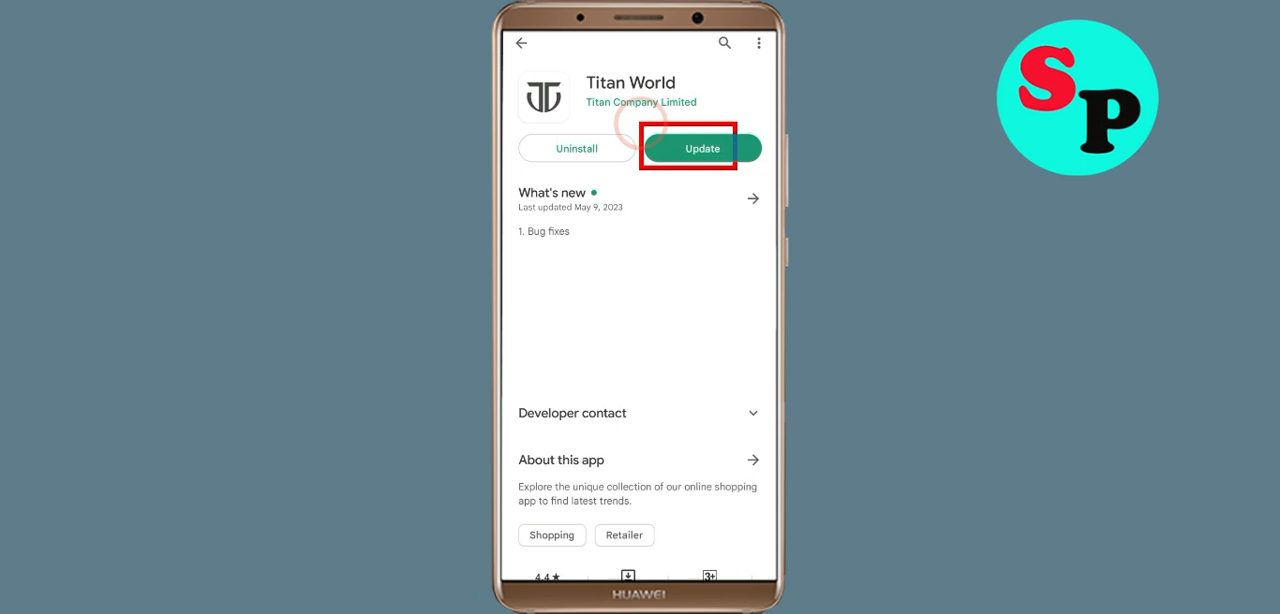 Titan World
Titan Company Limited
Uninstall
Update
What's new
Last updated May 9, 2023
1. Bug fixes
Developer contact
About this app
Explore the unique collection of our online shopping
app to find latest trends.
Shopping
Retailer
4.4★
3+
HUAWEI
SP